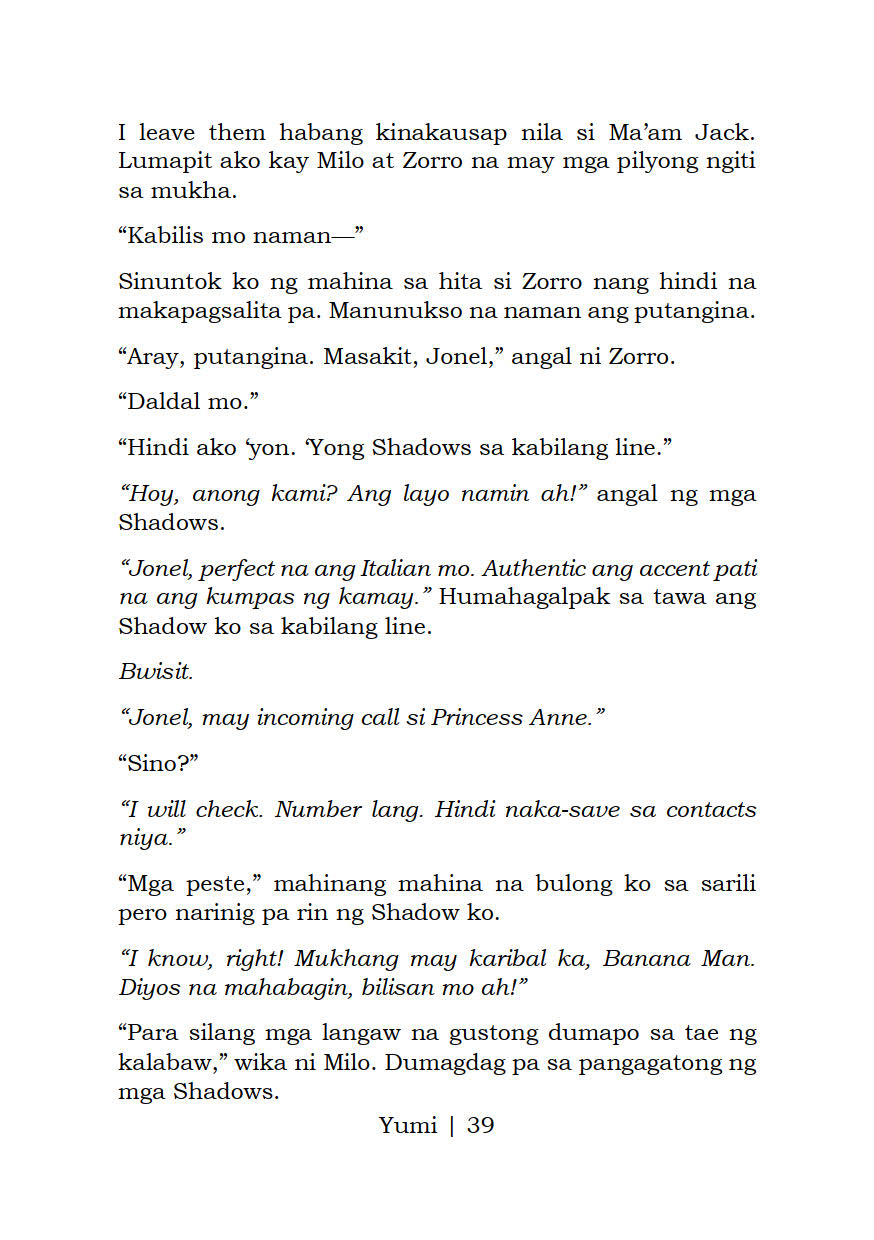 I leave them habang kinakausap nila si Ma’am Jack.
Lumapit ako kay Milo at Zorro na may mga pilyong ngiti
sa mukha.
“Kabilis mo naman—”
Sinuntok ko ng mahina sa hita si Zorro nang hindi na
makapagsalita pa. Manunukso na naman ang putangina.
“Aray, putangina. Masakit, Jonel,” angal ni Zorro.
“Daldal mo.”
“Hindi ako ‘yon. ‘Yong Shadows sa kabilang line.”
“Hoy, anong kami? Ang layo namin ah!” angal ng mga
Shadows.
“Jonel, perfect na ang Italian mo. Authentic ang accent pati
na ang kumpas ng kamay.” Humahagalpak sa tawa ang
Shadow ko sa kabilang line.
Bwisit.
“Jonel, may incoming call si Princess Anne.”
“Sino?”
“I will check. Number lang. Hindi naka-save sa contacts
niya.”
“Mga peste,” mahinang mahina na bulong ko sa sarili
pero narinig pa rin ng Shadow ko.
“I know, right! Mukhang may karibal ka, Banana Man.
Diyos na mahabagin, bilisan mo ah!”
“Para silang mga langaw na gustong dumapo sa tae ng
kalabaw,” wika ni Milo. Dumagdag pa sa pangagatong ng
mga Shadows.
Yumi | 39